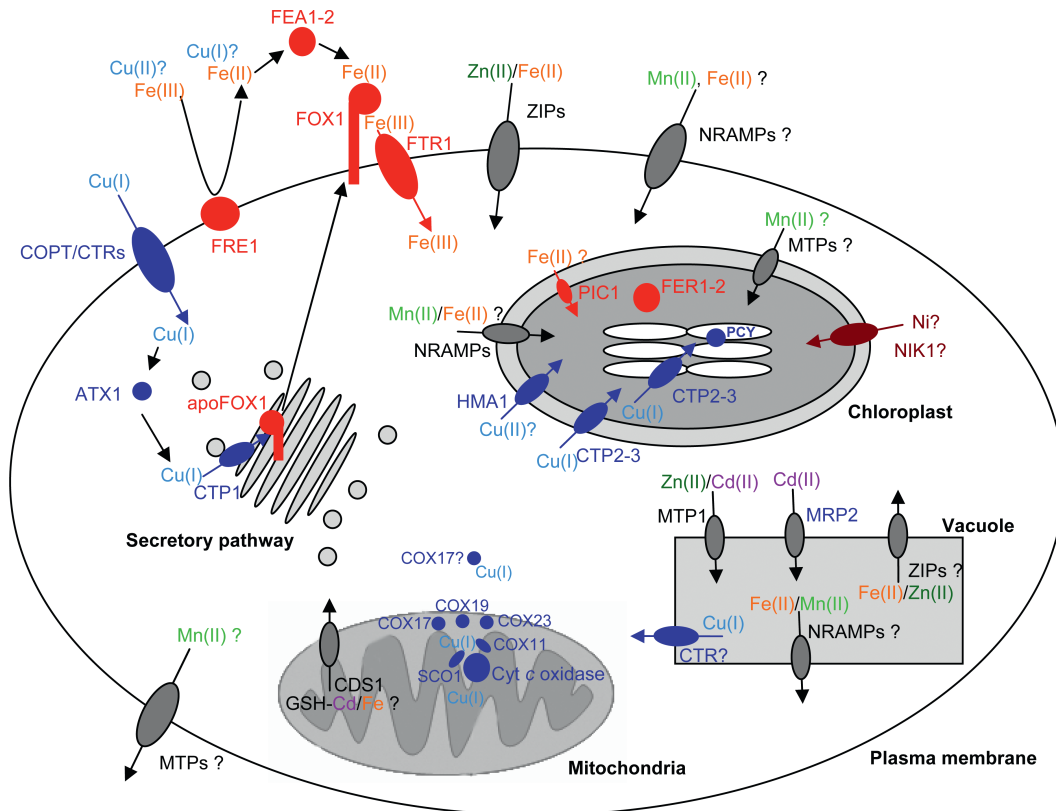 FEA1-2
Cu(I)?
Fe(II)
Cu(II)?
Fe(III)
Fe(II)
FOX1
Fe(III)
FTR1
Fe(III)
Zn(II)/Fe(II)
ZIPs
Mn(II), Fe(II) ?
NRAMPs ?
Cu(I)
COPT/CTRs
FRE1
Cu(I)
ATX1
apoFOX1
Cu(I)
CTP1
Secretory pathway
Mn(II) ?
MTPs ?
Fe(II) ?
PIC1
FER1-2
Mn(II)/Fe(II) ?
NRAMPs
PCY
Ni?
NIK1?
HMA1
Cu(II)?
Cu(I)
CTP2-3
Cu(I)
CTP2-3
Chloroplast
Zn(II)/Cd(II)
MTP1
Cd(II)
MRP2
Vacuole
ZIPs ?
Fe(II)/Zn(II)
Fe(II)/Mn(II)
NRAMPs ?
Cu(I)
CTR?
COX17?
Cu(I)
COX19
COX17
COX23
Cu(I)
COX11
SCO1
Cyt c oxidase
Cu(I)
CDS1
GSH-Cd/Fe ?
Mitochondria
Mn(II) ?
MTPs ?
Plasma membrane